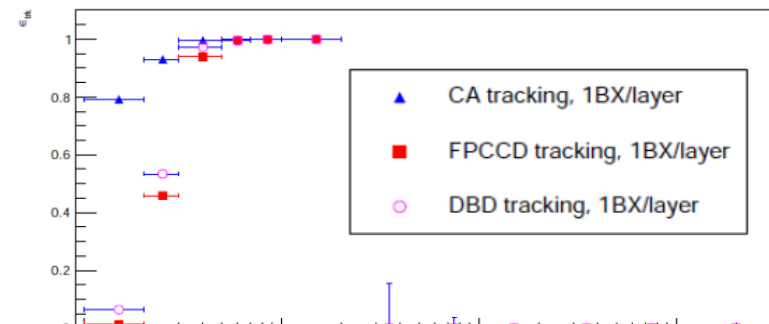 ϵtrk
1
0.8
CA tracking, 1BX/layer
FPCCD tracking, 1BX/layer
0.6
DBD tracking, 1BX/layer
0.4
0.2